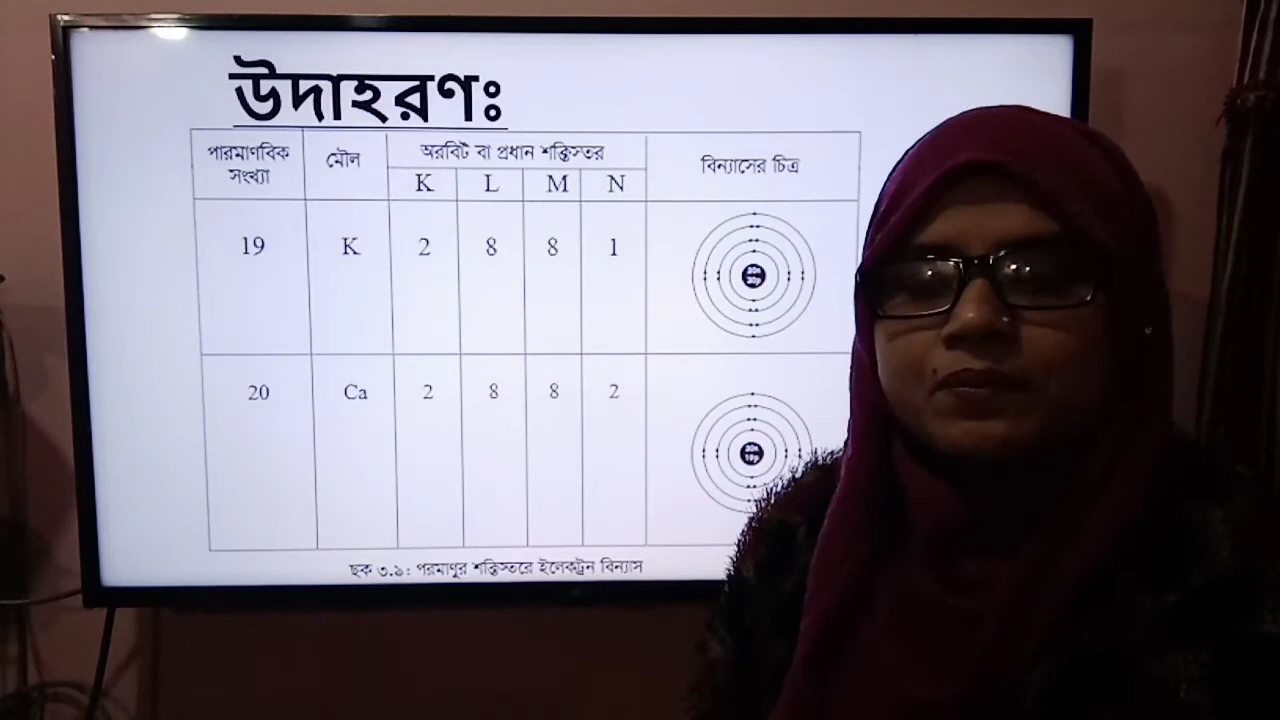 উদাহরণঃ
পারমাণবিক সংখ্যা মৌল অরবিট বা প্রধান শক্তিস্তর বিন্যাসের চিত্র
K L M N
19 K 2 8 8 1
20 Ca 2 8 8 2
ছক ৩.৯: পরমাণুর শক্তিস্তরে ইলেকট্রন বিন্যাস